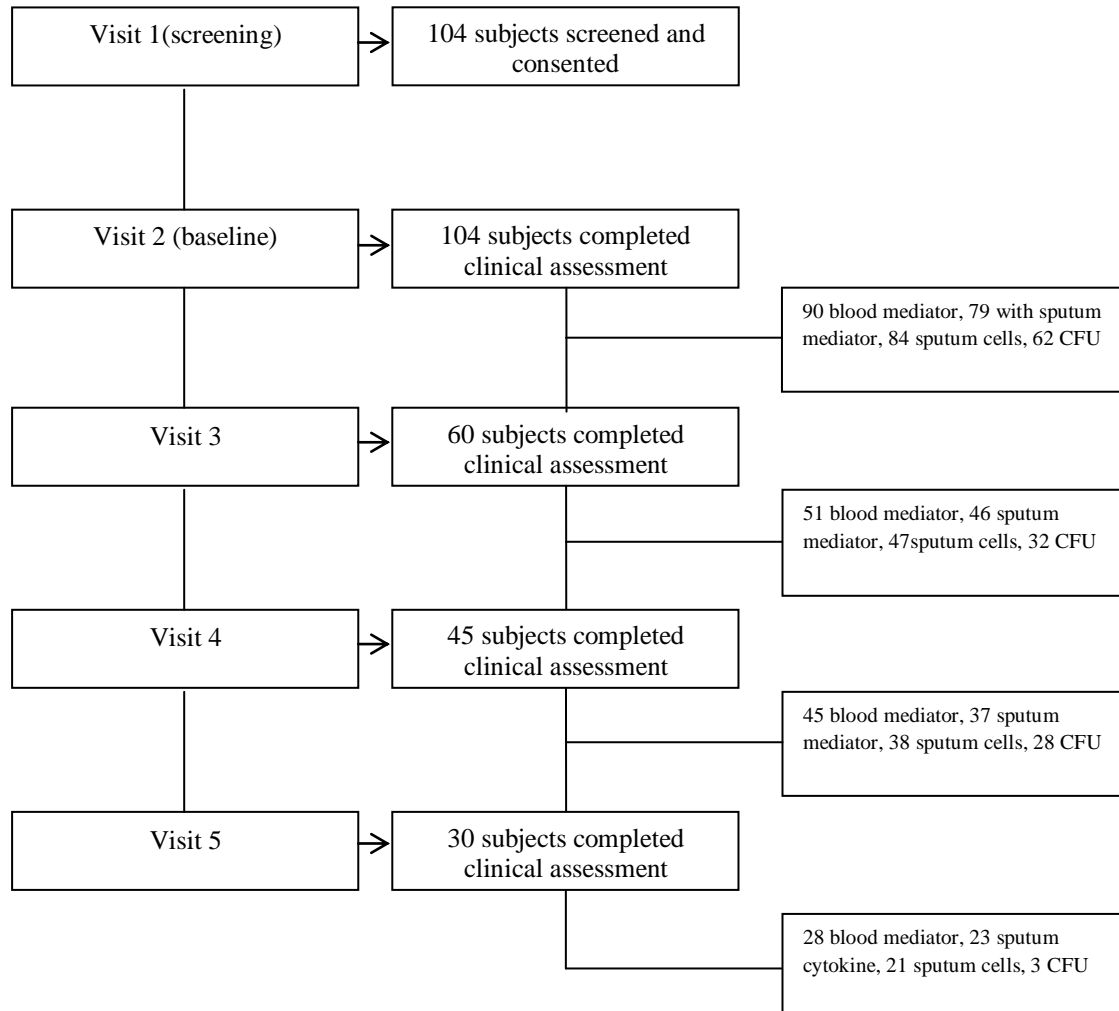 Visit 1(screening)
104 subjects screened and
consented
Visit 2 (baseline)
104 subjects completed
clinical assessment
90 blood mediator, 79 with sputum
mediator, 84 sputum cells, 62 CFU
Visit 3
60 subjects completed
clinical assessment
51 blood mediator, 46 sputum
mediator, 47sputum cells, 32 CFU
Visit 4
45 subjects completed
clinical assessment
45 blood mediator, 37 sputum
mediator, 38 sputum cells, 28 CFU
Visit 5
30 subjects completed
clinical assessment
28 blood mediator, 23 sputum
cytokine, 21 sputum cells, 3 CFU